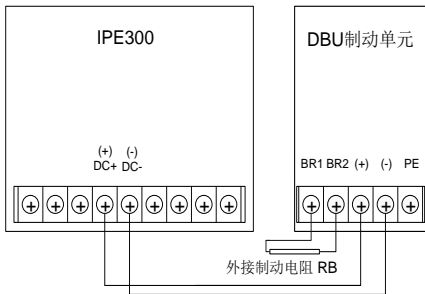 IPE300
DBU制动单元
(+) (-)
DC+ DC-
BR1 BR2 (+) (-) PE
外接制动电阻 RB